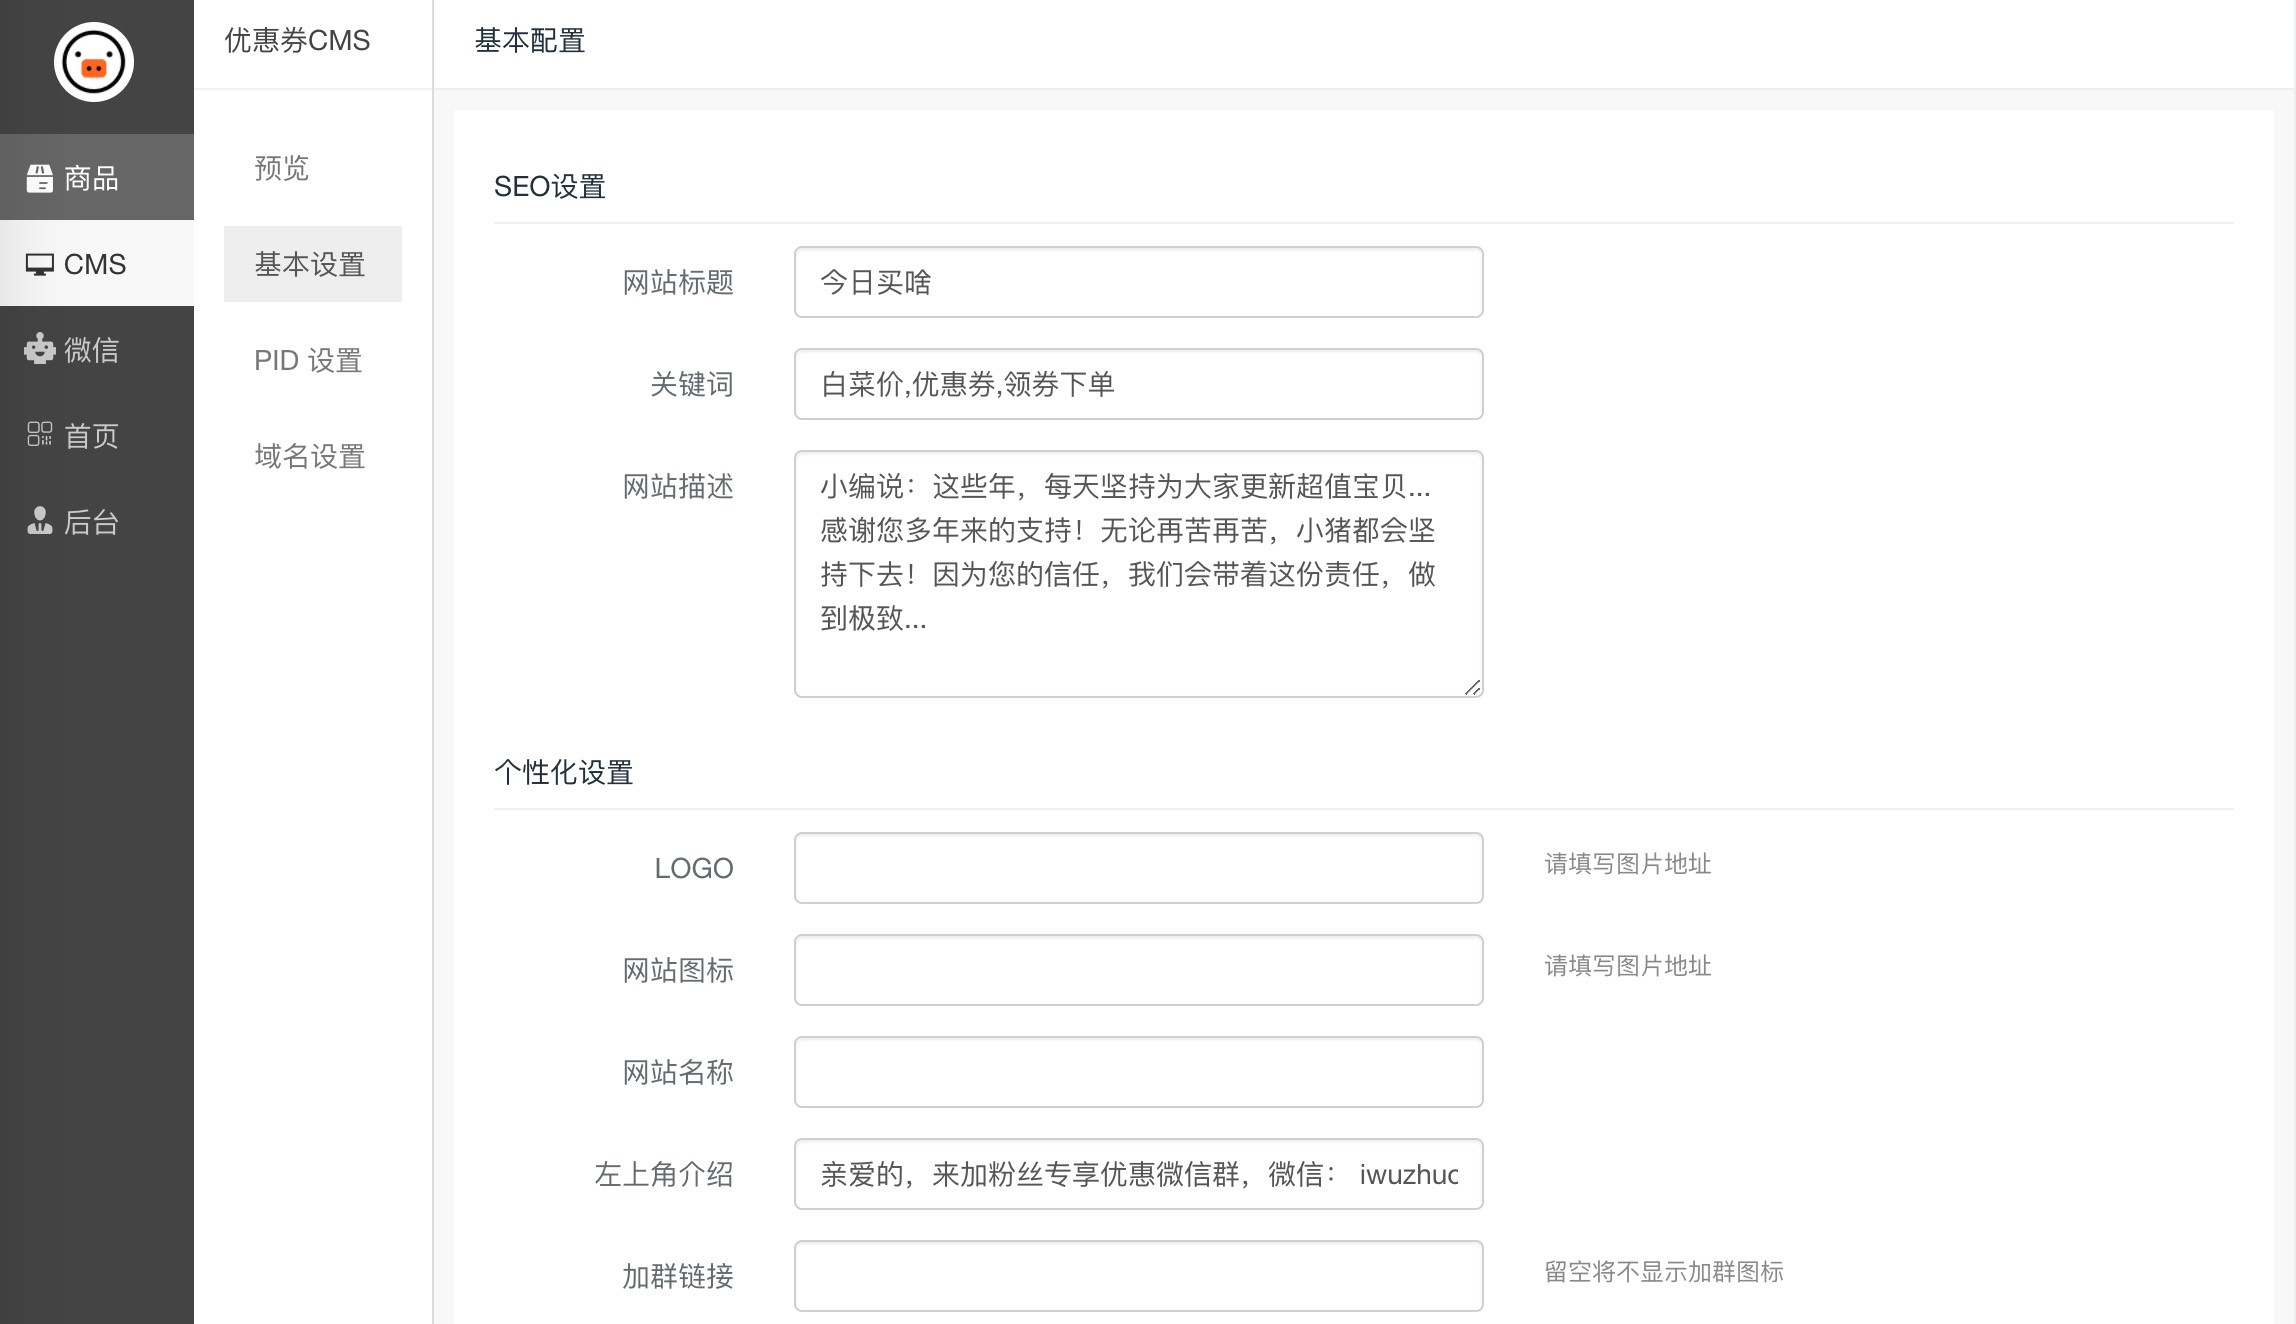 优惠券CMS
基本配置
商品
CMS
微信
首页
后台
预览
基本设置
PID 设置
域名设置
SEO设置
网站标题
今日买啥
关键词
白菜价,优惠券,领券下单
网站描述
小编说：这些年，每天坚持为大家更新超值宝贝...
感谢您多年来的支持！无论再苦再苦，小猪都会坚
持下去！因为您的信任，我们会带着这份责任，做
到极致...
个性化设置
LOGO
请填写图片地址
网站图标
请填写图片地址
网站名称
左上角介绍
亲爱的，来加粉丝专享优惠微信群，微信：
加群链接
留空将不显示加群图标